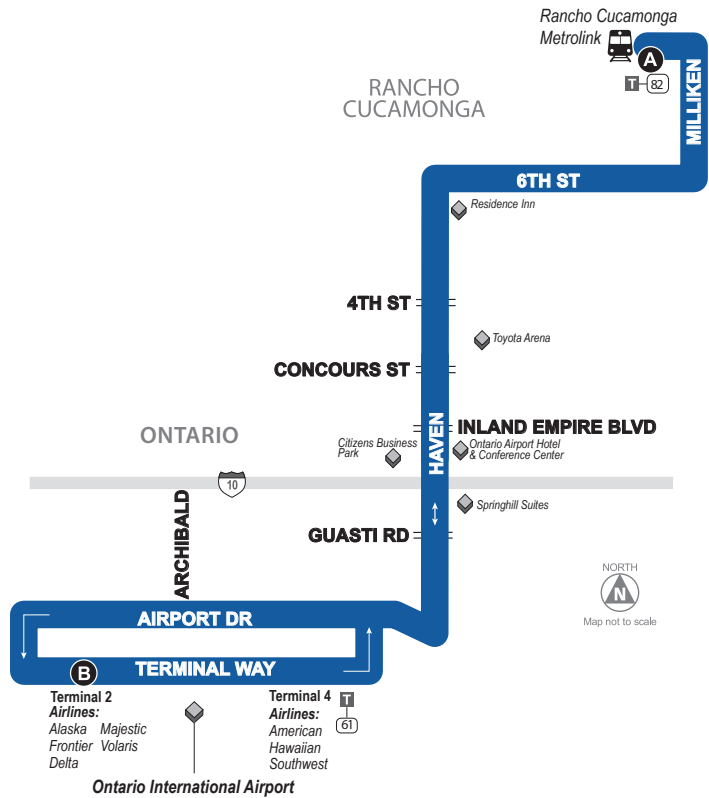 Rancho Cucamonga
Metrolink
A
T 82
MILLIKEN
RANCHO
CUCAMONGA
6TH ST
Residence Inn
4TH ST
Toyota Arena
CONCOURS ST
HAVEN
INLAND EMPIRE BLVD
ONTARIO
Citizens Business
Park
Ontario Airport Hotel
& Conference Center
10
Springhill Suites
ARCHIBALD
GUASTI RD
NORTH
N
Map not to scale
AIRPORT DR
B
TERMINAL WAY
Terminal 2
Airlines:
Alaska Majestic
Frontier Volaris
Delta
Terminal 4
Airlines:
American
Hawaiian
Southwest
T
61
Ontario International Airport